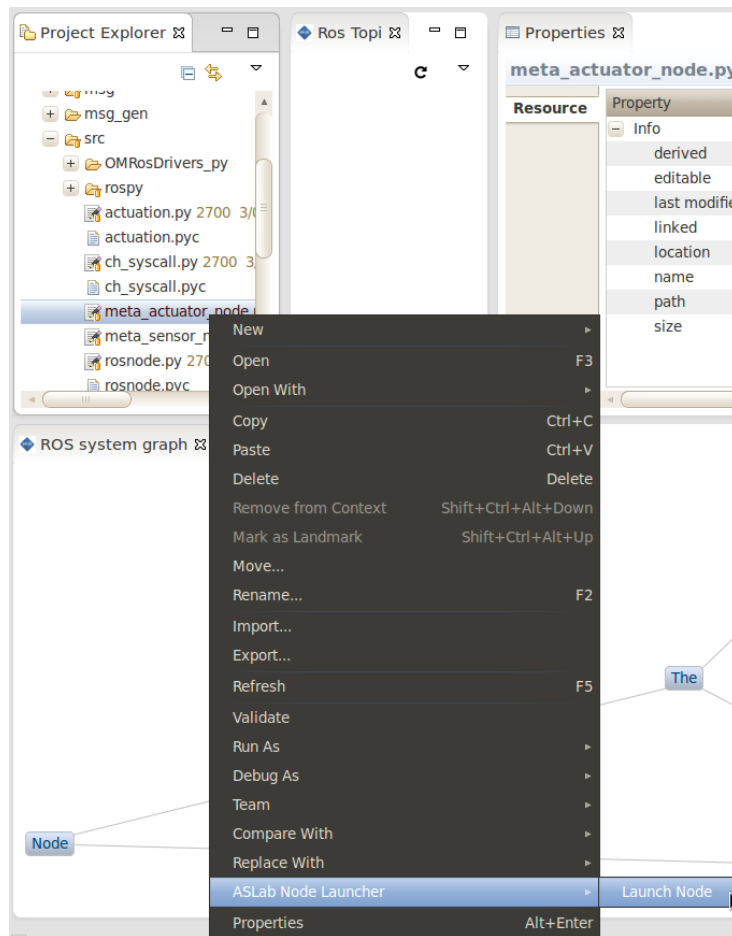 Project Explorer
Ros Topi
Properties
meta_actuator_node.py
msg
msg_gen
src
OMRosDrivers_py
rospy
actuation.py 2700 3/
actuation.pyc
ch_syscall.py 2700 3
ch_syscall.pyc
meta_actuator_node.
meta_sensor_
rosnode.py 270
rosnode.pyc
Resource
Property
Info
derived
editable
last modifie
linked
location
name
path
size
ROS system graph
New
Open F3
Open With
Copy Ctrl+C
Paste Ctrl+V
Delete Delete
Remove from Context Shift+Ctrl+Alt+Down
Mark as Landmark Shift+Ctrl+Alt+Up
Move...
Rename... F2
Import...
Export...
Refresh F5
Validate
Run As
Debug As
Team
Compare With
Replace With
ASLab Node Launcher
Launch Node
Properties Alt+Enter
The
Node